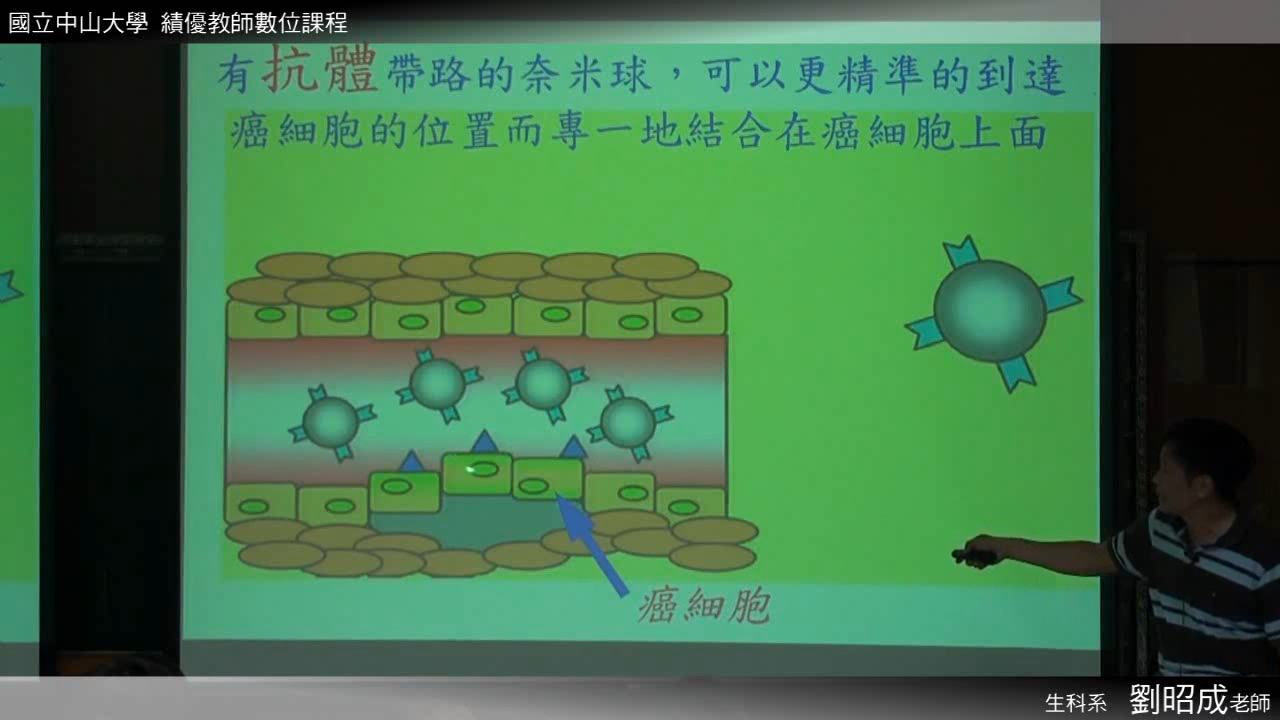 國立中山大學 績優教師數位課程
有抗體帶路的奈米球，可以更精準的到達
癌細胞的位置而專一地結合在癌細胞上面
癌細胞
生科系 劉昭成老師